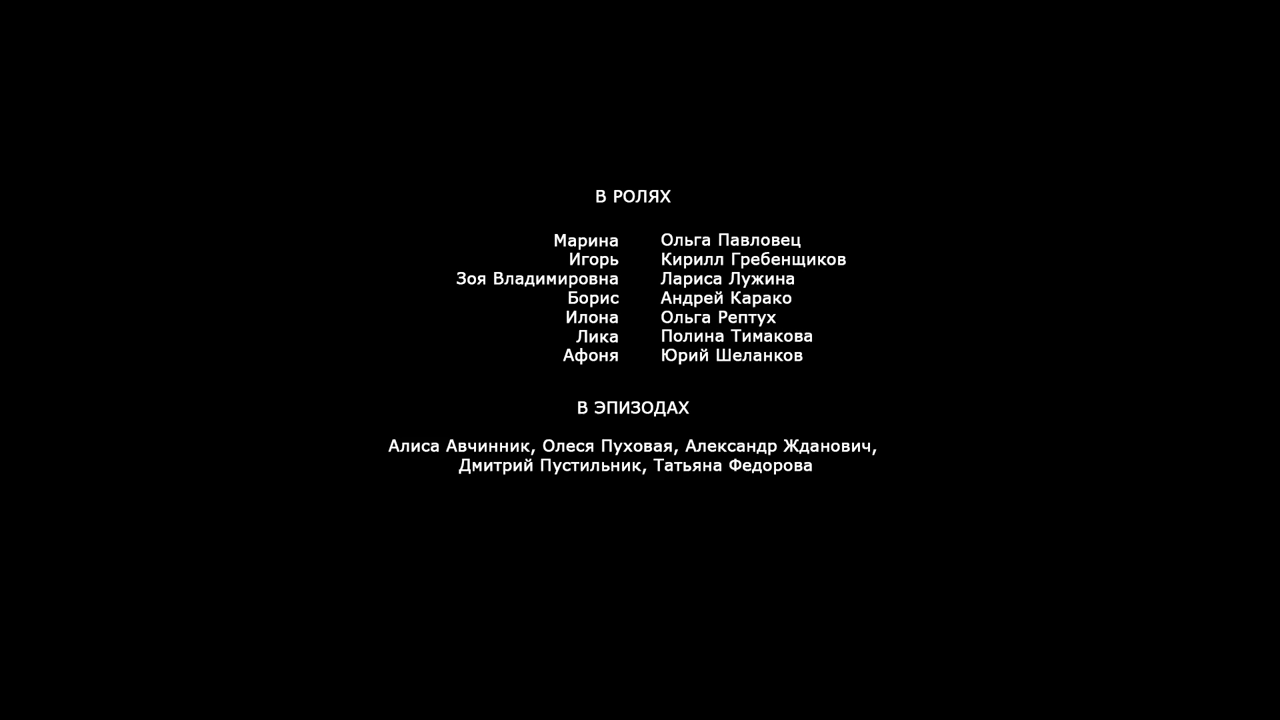 В РОЛЯХ
Марина Ольга Павловец
Игорь Кирилл Гребенщиков
Зоя Владимировна Лариса Лужина
Борис Андрей Карако
Илона Ольга Рептух
Лика Полина Тимакова
Афоня Юрий Шеланков
В ЭПИЗОДАХ
Алиса Авчинник, Олеся Пуховая, Александр Жданович,
Дмитрий Пустильник, Татьяна Федорова